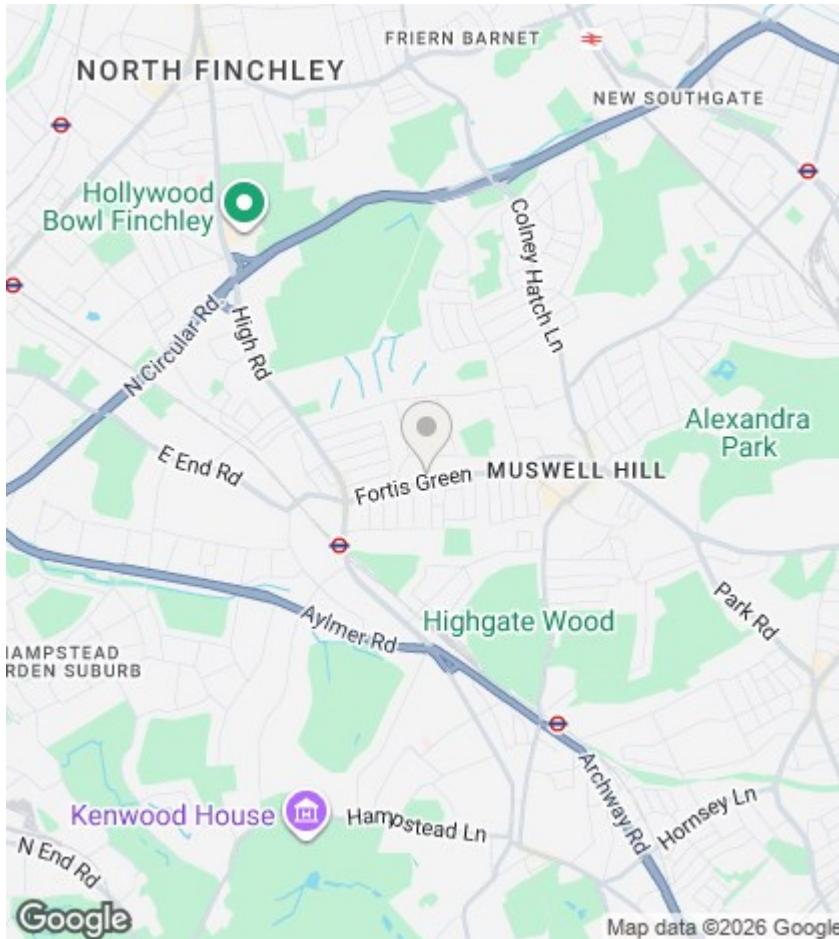 FRIERN BARNET
NORTH FINCHLEY
NEW SOUTHGATE
Hollywood
Bowl Finchley
Colney Hatch Ln
N Circular Rd
High Rd
Alexandra
Park
E End Rd
Fortis Green
MUSWELL HILL
Aylmer Rd
Highgate Wood
Park Rd
HAMPSTEAD
RDEN SUBURB
Kenwood House
Hampstead Ln
Archway Rd
Hornsey Ln
N End Rd
Google
Map data ©2026 Google